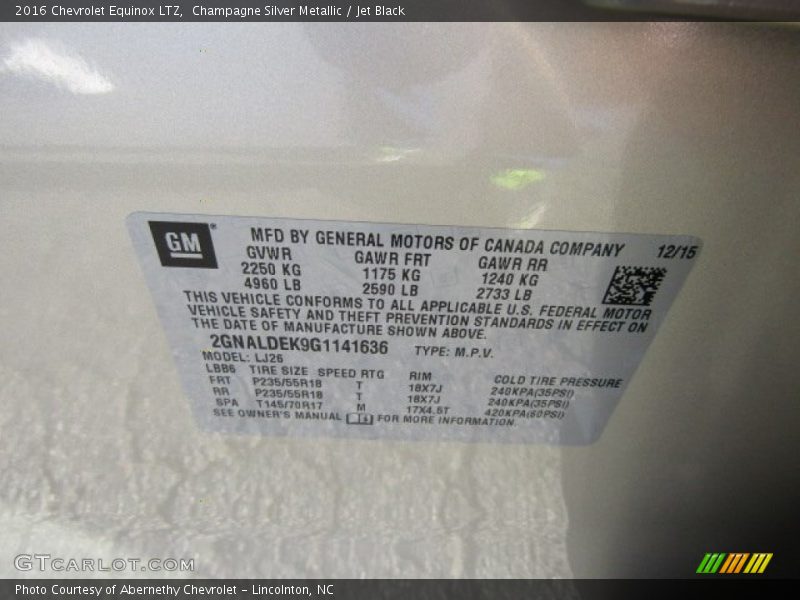 2016 Chevrolet Equinox LTZ,  Champagne Silver Metallic / Jet Black
GM
MFD BY GENERAL MOTORS OF CANADA COMPANY 12/15
GVWR GAWR FRT GAWR RR
2250 KG 1175 KG 1240 KG
4960 LB 2590 LB 2733 LB
THIS VEHICLE CONFORMS TO ALL APPLICABLE U.S. FEDERAL MOTOR
VEHICLE SAFETY AND THEFT PREVENTION STANDARDS IN EFFECT ON
THE DATE OF MANUFACTURE SHOWN ABOVE.
2GNALDEK9G1141636 TYPE: M.P.V.
MODEL: LJ26
LBB6 TIRE SIZE SPEED RTG RIM COLD TIRE PRESSURE
FRT P235/55R18 T 18X7J 240KPA(35PSI)
RR P235/55R18 T 18X7J 240KPA(35PSI)
SPA T145/70R17 M 17X4.5T 420KPA(60PSI)
SEE OWNER'S MANUAL FOR MORE INFORMATION.
GTcarlot.com
Photo Courtesy of Abernethy Chevrolet – Lincolnton, NC